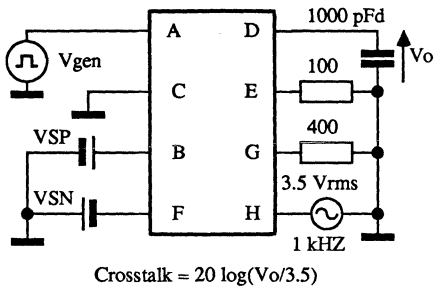 1000 pFd
A
D
Vgen
Vo
100
C
E
VSP
400
B
G
VSN
3.5 Vrms
F
H
1 kHZ
Crosstalk = 20 log(Vo/3.5)